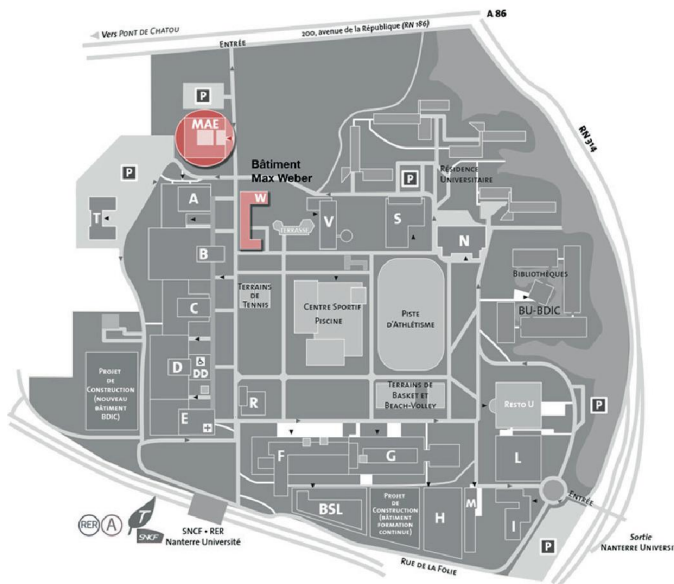 A 86
Vers Pont de Chatou
200, avenue de la République (RN 186)
Entrée
P
MAE
RN 314
P
Bâtiment
Max Weber
P
Résidence
Universitaire
A
W
T
V
S
N
B
Bibliothèques
Terrains
de
Tennis
Centre Sportif
Piscine
Piste
d'Athlétisme
BU-BDIC
C
Projet
de
Construction
(nouveau
bâtiment
BDIC)
D
DD
Terrains de
Basket et
Beach-Volley
R
Resto U
P
E
F
G
L
BSL
Projet
de
Construction
(bâtiment
formation
continue)
H
M
I
Entrée
RER
A
T
SNCF
SNCF • RER
Nanterre Université
Rue de la Folie
P
Sortie
Nanterre Universi